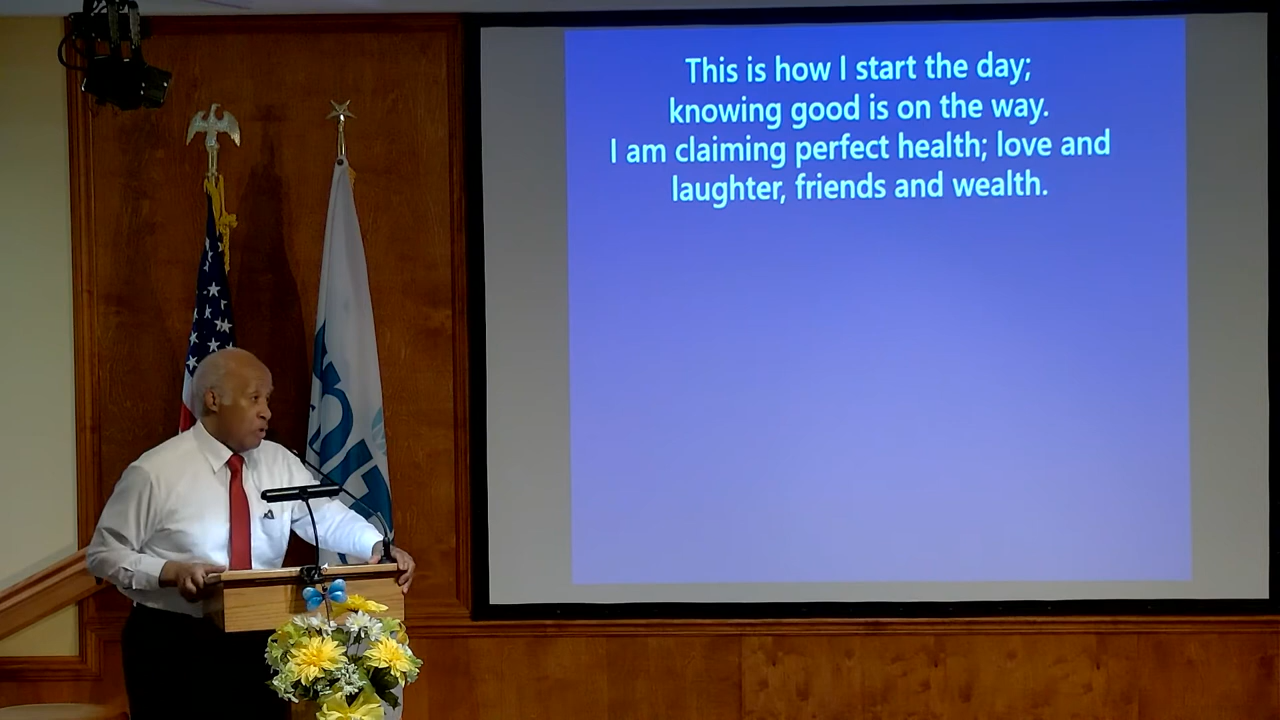 This is how I start the day;
knowing good is on the way.
I am claiming perfect health; love and
laughter, friends and wealth.